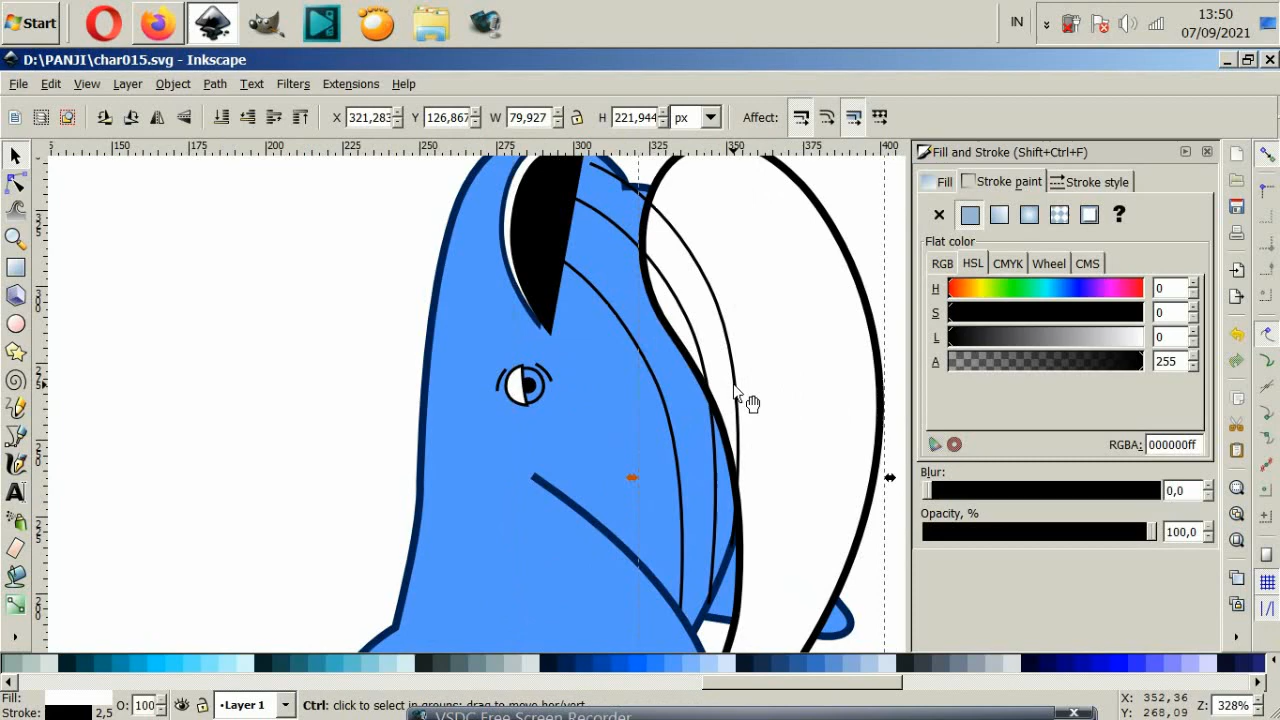 Start
IN
13:50
07/09/2021
D:\PANJI\char015.svg - Inkscape
File Edit View Layer Object Path Text Filters Extensions Help
X 321,283 Y 126,867 W 79,927 H 221,944 px Affect:
150 175 200 225 250 275 300 325 350 375 400
Fill and Stroke (Shift+Ctrl+F)
Fill Stroke paint Stroke style
?
Flat color
RGB HSL CMYK Wheel CMS
H 0
S 0
L 0
A 255
RGBA: 000000ff
Blur:
0,0
Opacity, %
100,0
Fill:
Stroke: 2,5
O: 100
Layer 1
Ctrl: click to select in groups; drag to move hor/vert
X: 352,36
Y: 268,09
Z: 328%
VSDC Free Screen Recorder